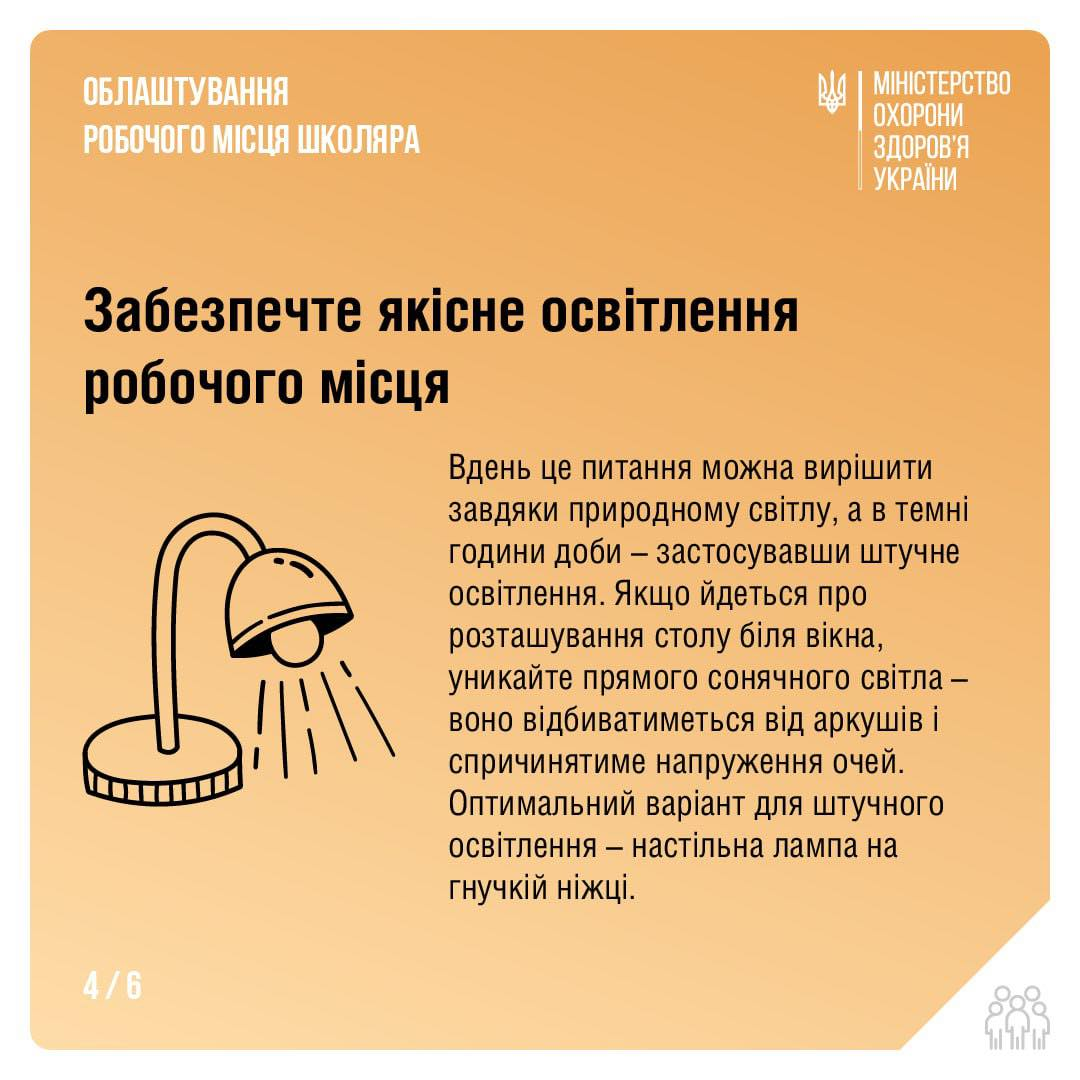 ОБЛАШТУВАННЯ
РОБОЧОГО МІСЦЯ ШКОЛЯРА
МІНІСТЕРСТВО
ОХОРОНИ
ЗДОРОВ'Я
УКРАЇНИ
Забезпечте якісне освітлення
робочого місця
Вдень це питання можна вирішити
завдяки природному світлу, а в темні
години доби – застосувавши штучне
освітлення. Якщо йдеться про
розташування столу біля вікна,
уникайте прямого сонячного світла –
воно відбиватиметься від аркушів і
спричинятиме напруження очей.
Оптимальний варіант для штучного
освітлення – настільна лампа на
гнучкій ніжці.
4 / 6